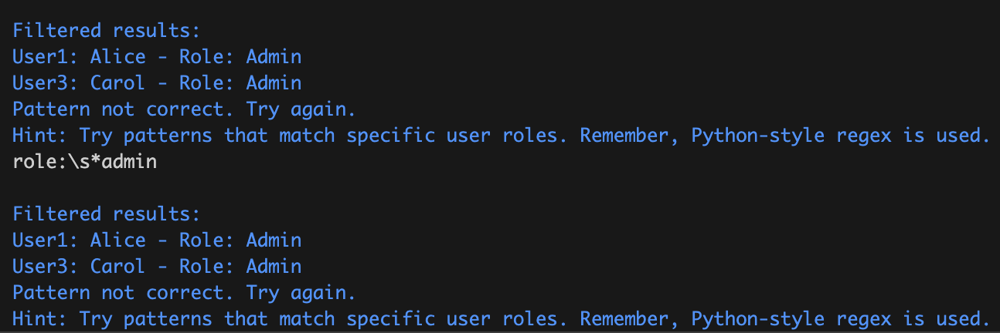 Filtered results:
User1: Alice - Role: Admin
User3: Carol - Role: Admin
Pattern not correct. Try again.
Hint: Try patterns that match specific user roles. Remember, Python-style regex is used.
role:\s*admin
Filtered results:
User1: Alice - Role: Admin
User3: Carol - Role: Admin
Pattern not correct. Try again.
Hint: Try patterns that match specific user roles. Remember, Python-style regex is used.